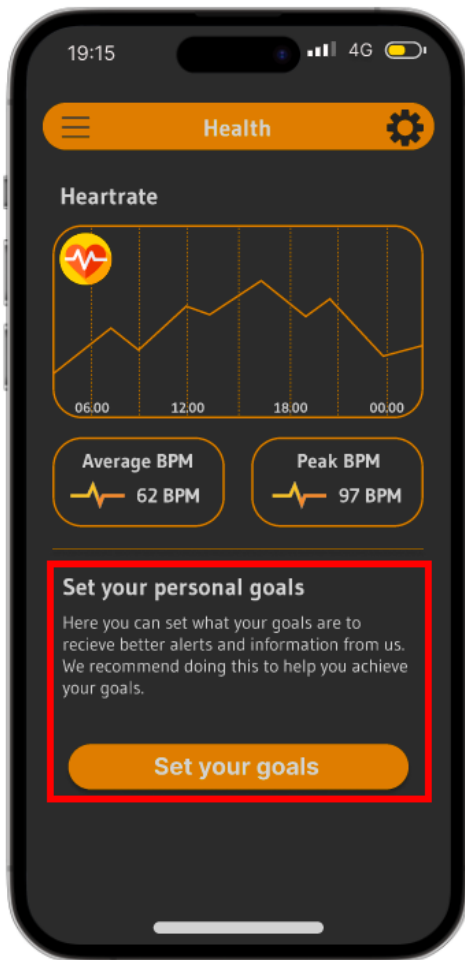 19:15
4G
Health
Heartrate
06.00 12.00 18.00 00.00
Average BPM
62 BPM
Peak BPM
97 BPM
Set your personal goals
Here you can set what your goals are to
recieve better alerts and information from us.
We recommend doing this to help you achieve
your goals.
Set your goals